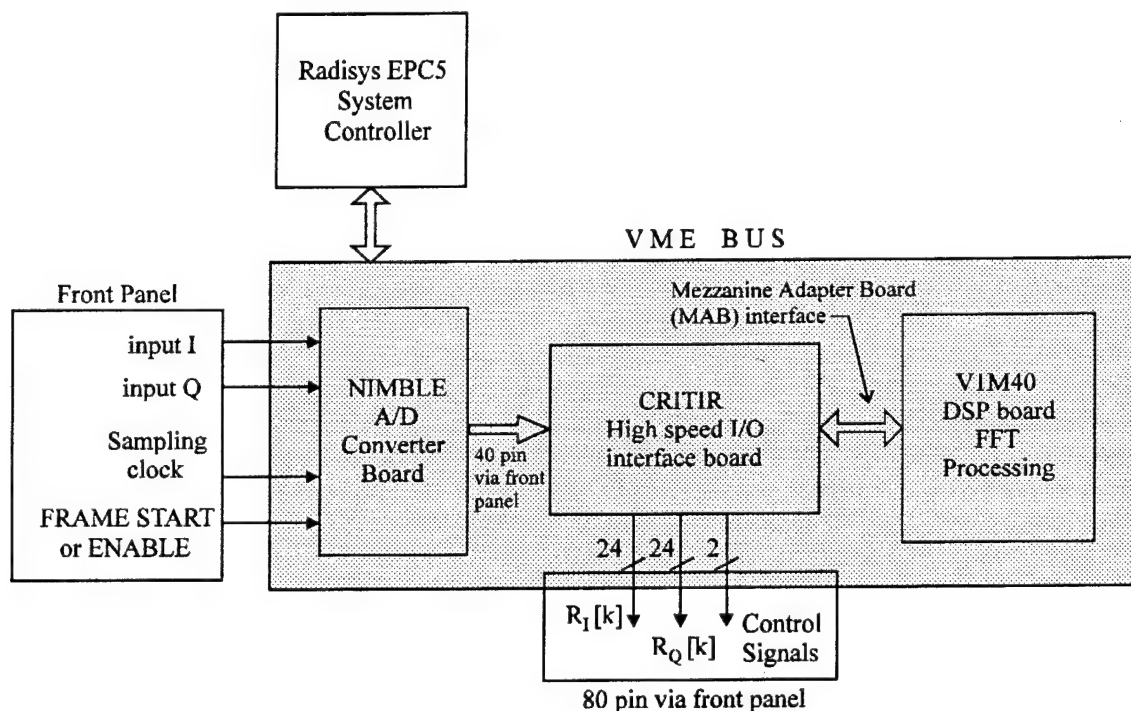 Radisys EPC5
System
Controller
VME BUS
Front Panel
input I
input Q
Sampling
clock
FRAME START
or ENABLE
NIMBLE
A/D
Converter
Board
40 pin
via front
panel
CRITIR
High speed I/O
interface board
Mezzanine Adapter Board
(MAB) interface
V1M40
DSP board
FFT
Processing
24
24
2
R_I [k]
R_Q [k]
Control
Signals
80 pin via front panel